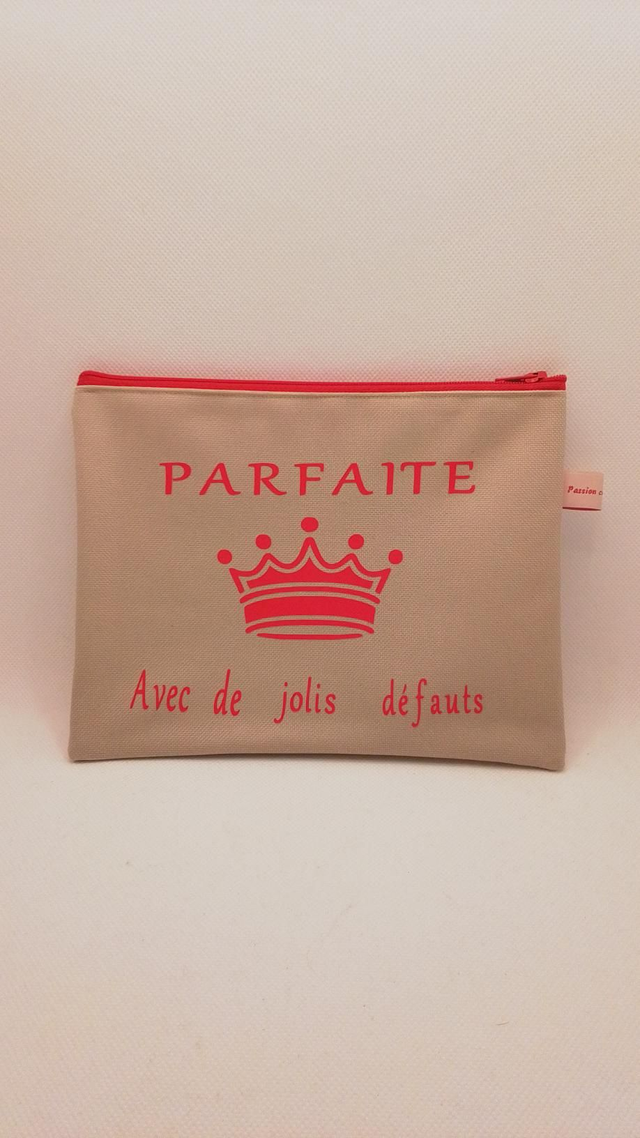 PARFAITE
Avec de jolis défauts
Passion